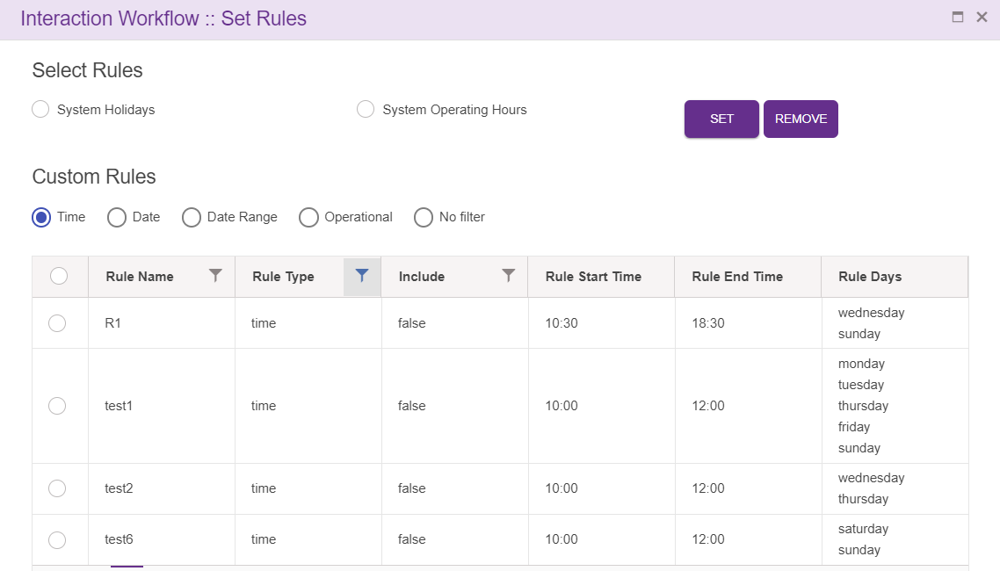 Interaction Workflow :: Set Rules
Select Rules
System Holidays System Operating Hours SET REMOVE
Custom Rules
Time Date Date Range Operational No filter
Rule Name Rule Type Include Rule Start Time Rule End Time Rule Days
R1 time false 10:30 18:30 wednesday
sunday
test1 time false 10:00 12:00 monday
tuesday
thursday
friday
sunday
test2 time false 10:00 12:00 wednesday
thursday
test6 time false 10:00 12:00 saturday
sunday